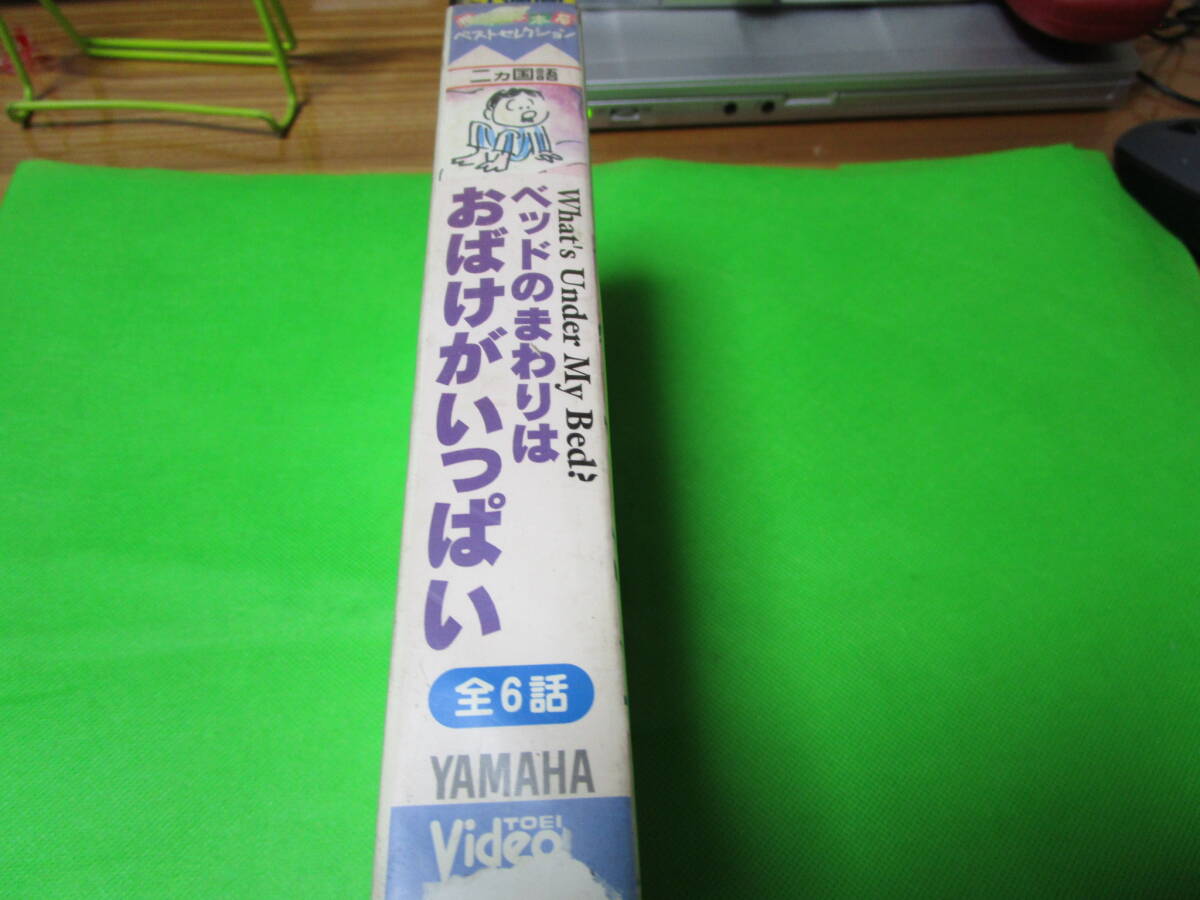 ベストセレクション
二ヵ国語
What's Under My Bed?
ベッドのまわりは
おばけがいっぱい
全6話
YAMAHA
TOEI
Video